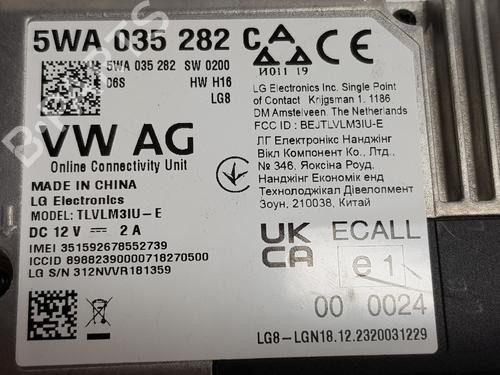 5WA 035 282 C
5WA 035 282 SW 0200
06S HW H16
LG8
VW AG
Online Connectivity Unit
MADE IN CHINA
LG Electronics
MODEL: TLVLM3IU-E
DC 12 V 2 A
IMEI 351592678552739
ICCID 89882390000718270500
LG S/N 312NVVR181359
CE
И011 19
LG Electronics Inc. Single Point
of Contact Krijgsman 1, 1186
DM Amstelveen, The Netherlands
FCC ID : BEJTLVLM3IU-E
ЛГ Електронікс Нанджінг
Вікл Компонент Ко., Лтд.,
№ 346, Яоксіна Роуд,
Нанджінг Економік енд
Технолоджікал Дівелопмент
Зоун, 210038, Китай
UK
CA
ECALL
e1
00 0024
LG8-LGN18.12.2320031229